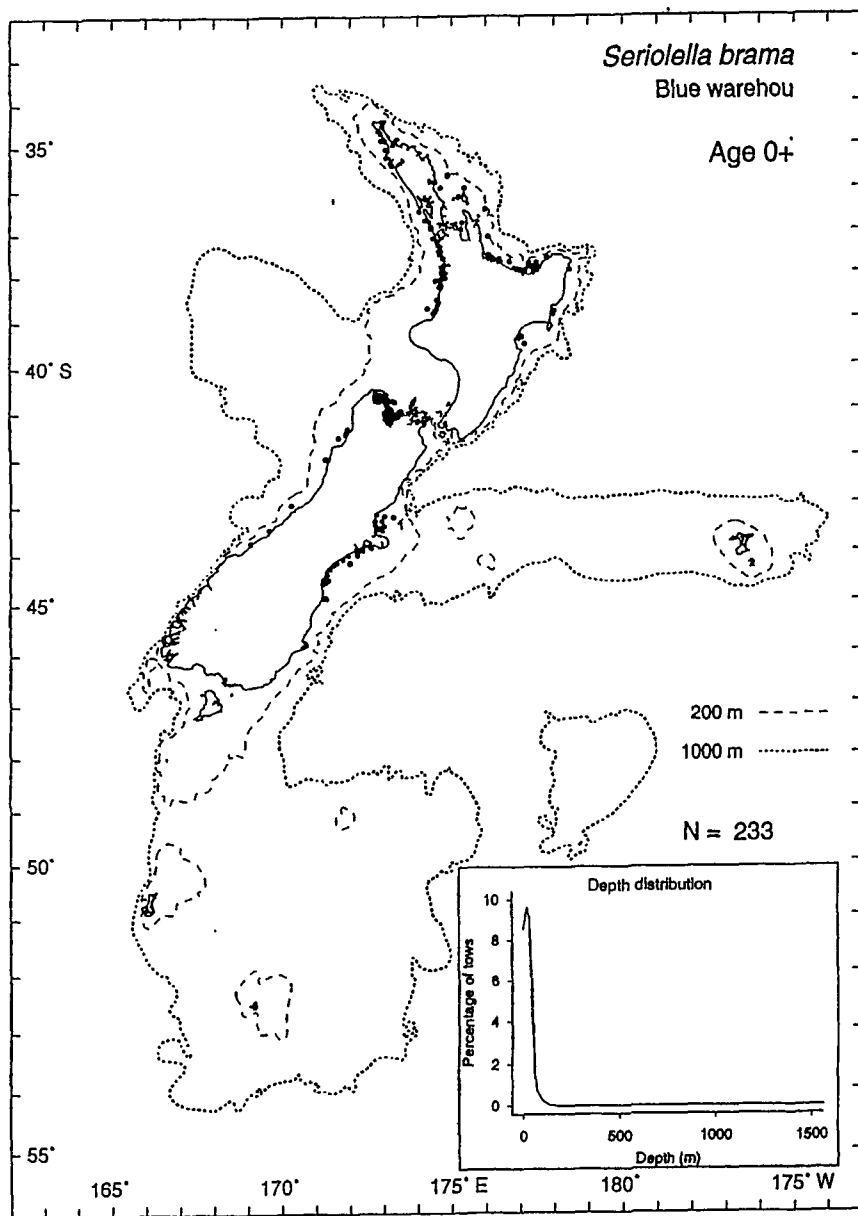 Seriolella brama
Blue warehou
Age 0+
35°
40° S
45°
50°
55°
200 m
1000 m
N = 233
Depth distribution
Percentage of tows
10
8
6
4
2
0
0 500 1000 1500
Depth (m)
165° 170° 175° E 180° 175° W